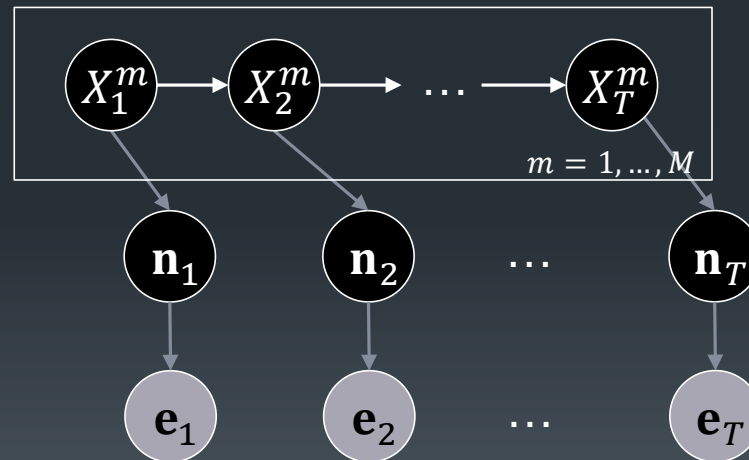 X_1^m X_2^m ... X_T^m
m = 1, ..., M
n_1 n_2 ... n_T
e_1 e_2 ... e_T